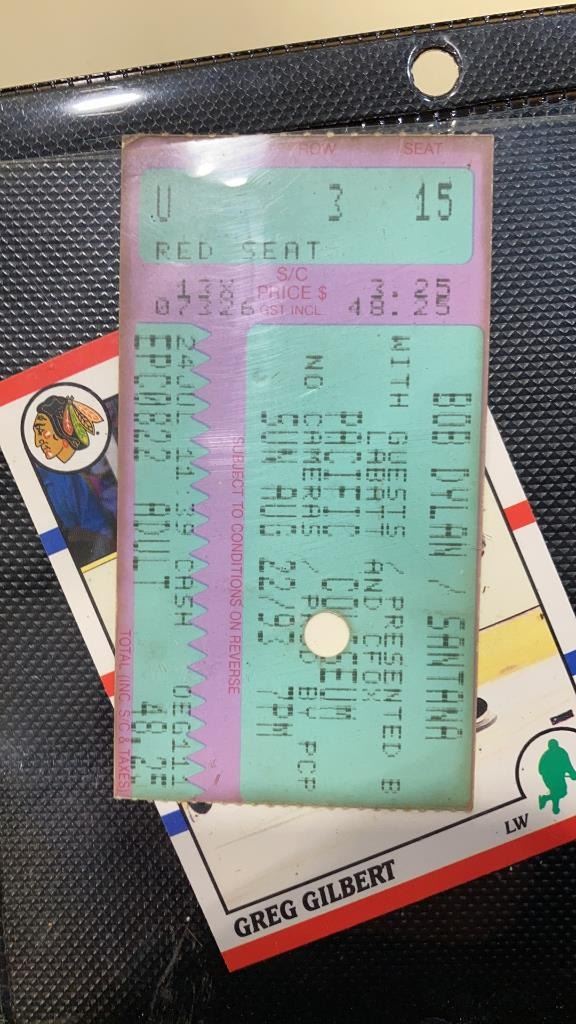 ROW SEAT
U 3 15
RED SEAT
S/C
13X PRICE $ 3.25
07326 GST INCL 48.25
BOB DYLAN / SANTANA
WITH GUESTS / PRESENTED B
LABATT AND CFOX
PACIFIC COLISEUM
NO CAMERAS / PROD BY PCP
SUN AUG 22/93 7PM
SUBJECT TO CONDITIONS ON REVERSE
24JUL 11:39 CASH
EPC0822 ADULT 48.25
TOTAL (INC. S/C & TAXES)
LW
GREG GILBERT